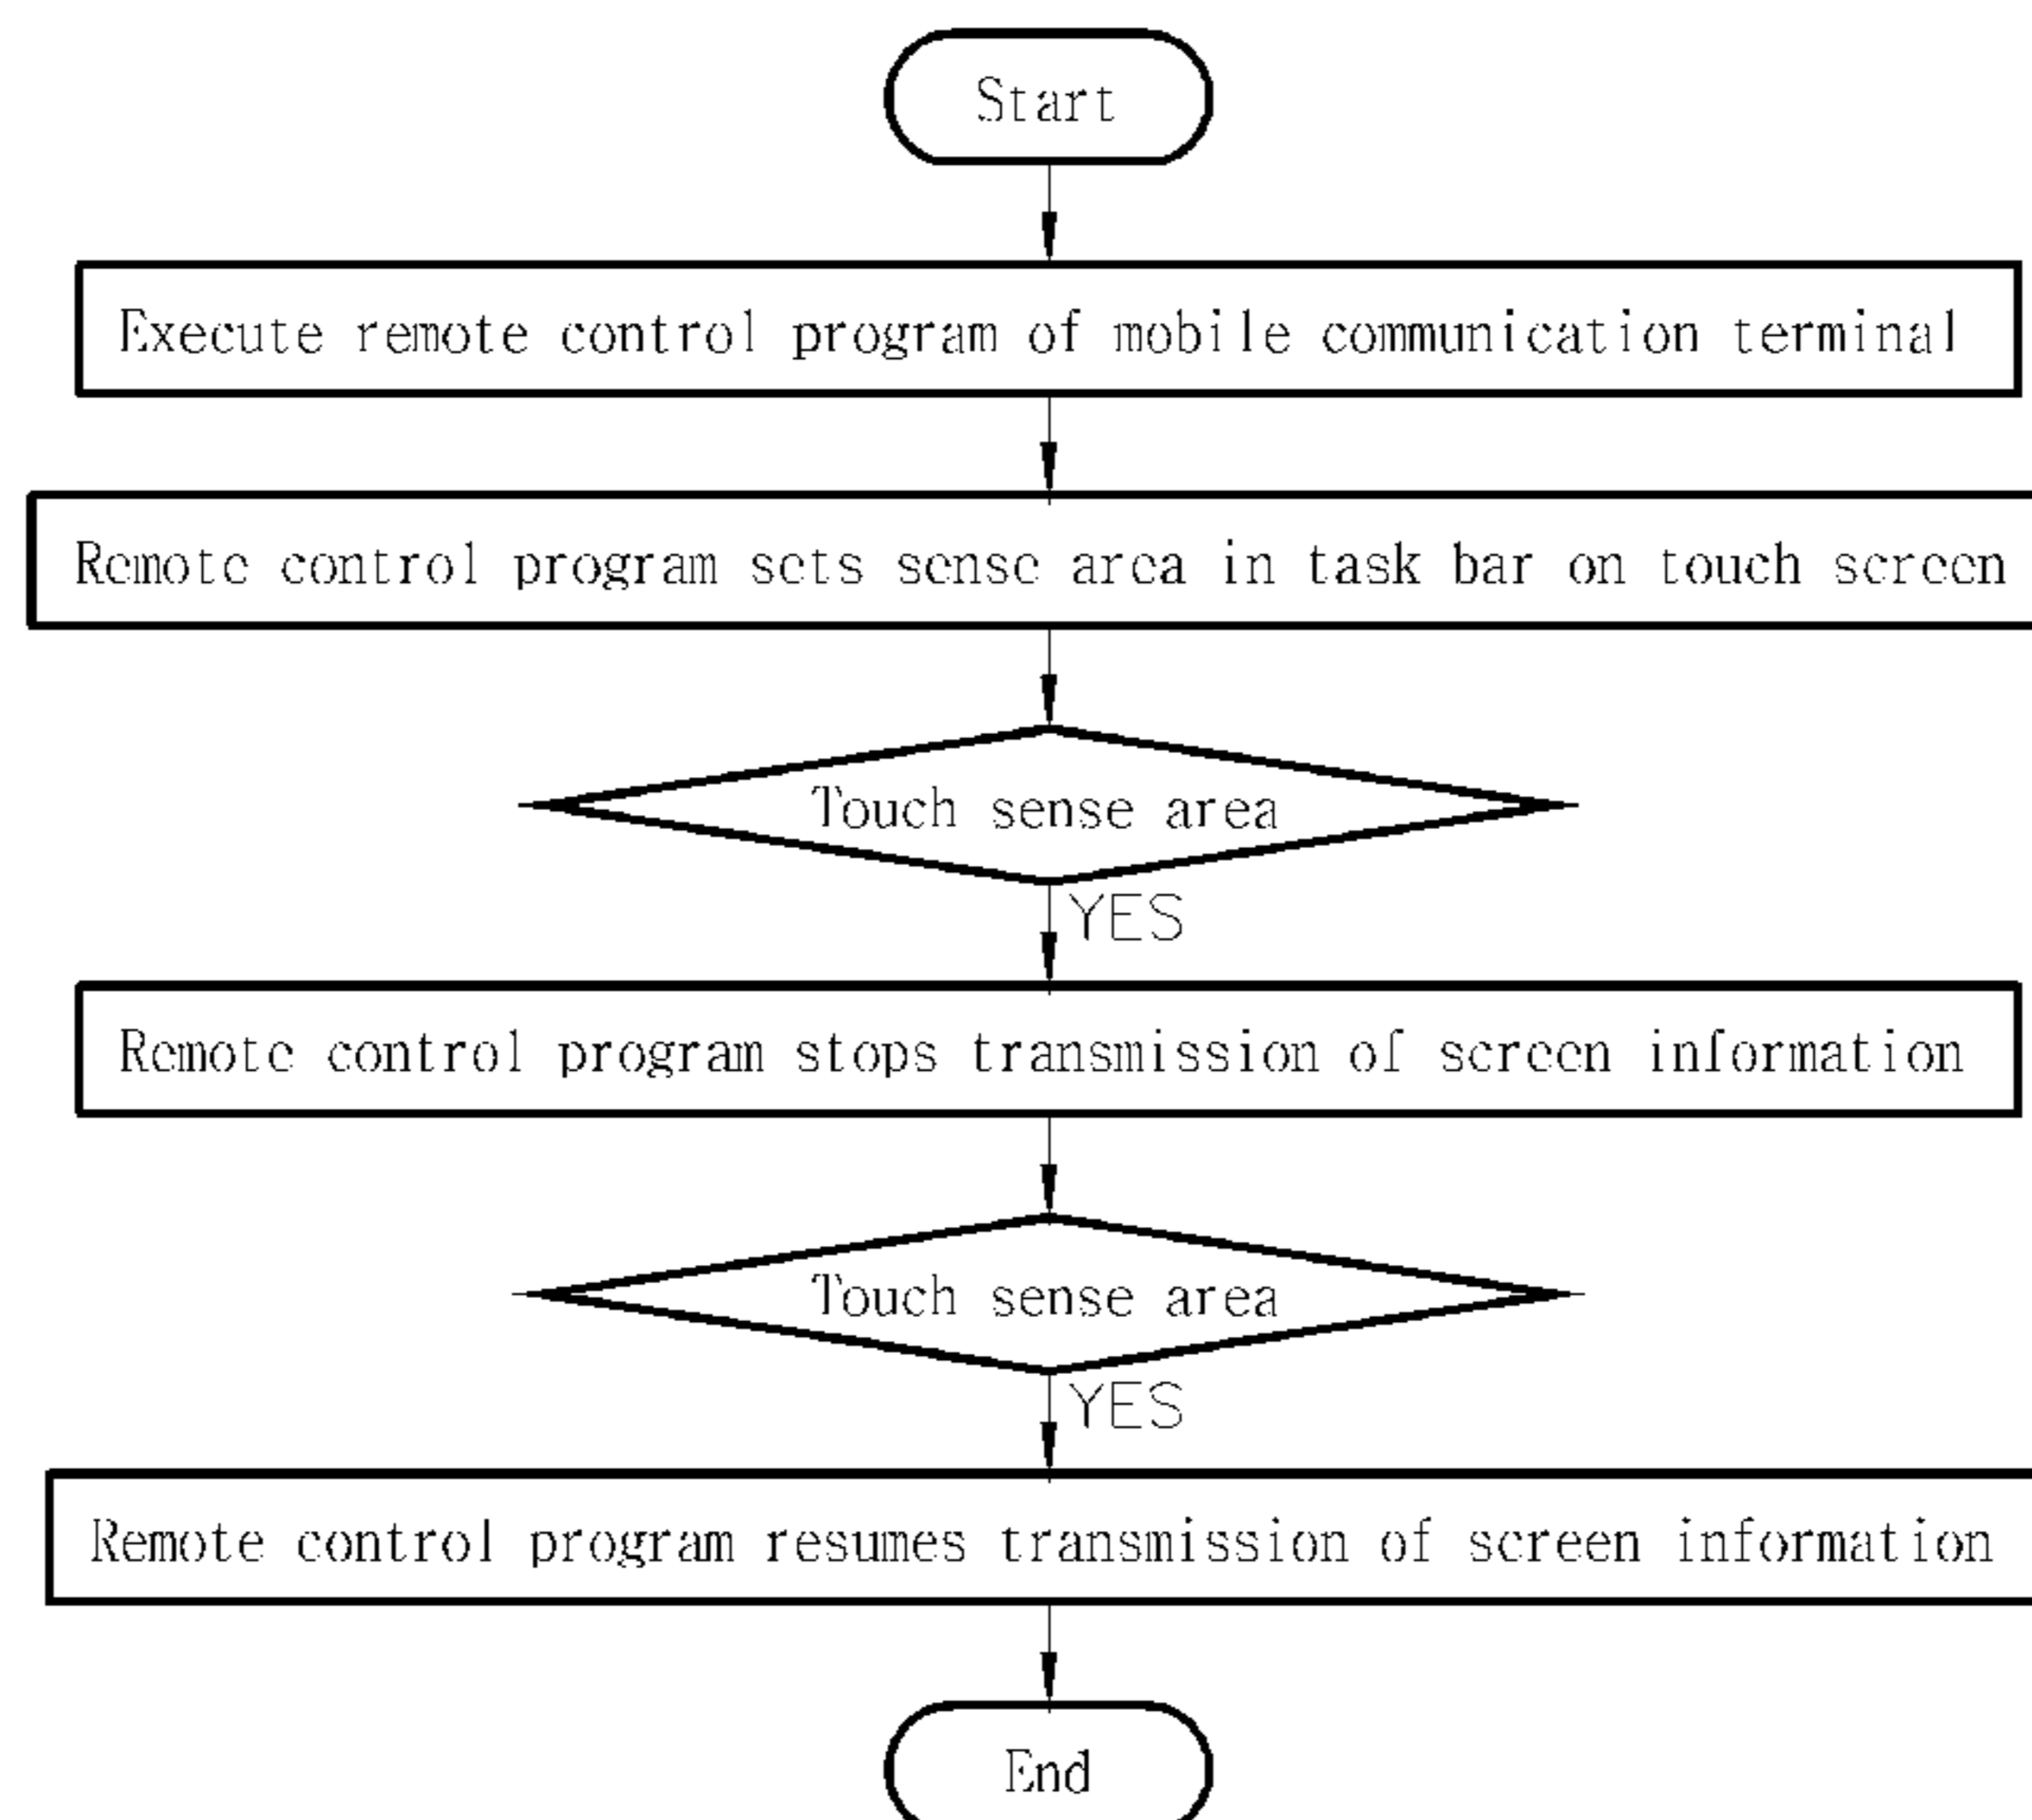 Start
Execute remote control program of mobile communication terminal
Remote control program sets sense area in task bar on touch screen
Touch sense area
YES
Remote control program stops transmission of screen information
Touch sense area
YES
Remote control program resumes transmission of screen information
End